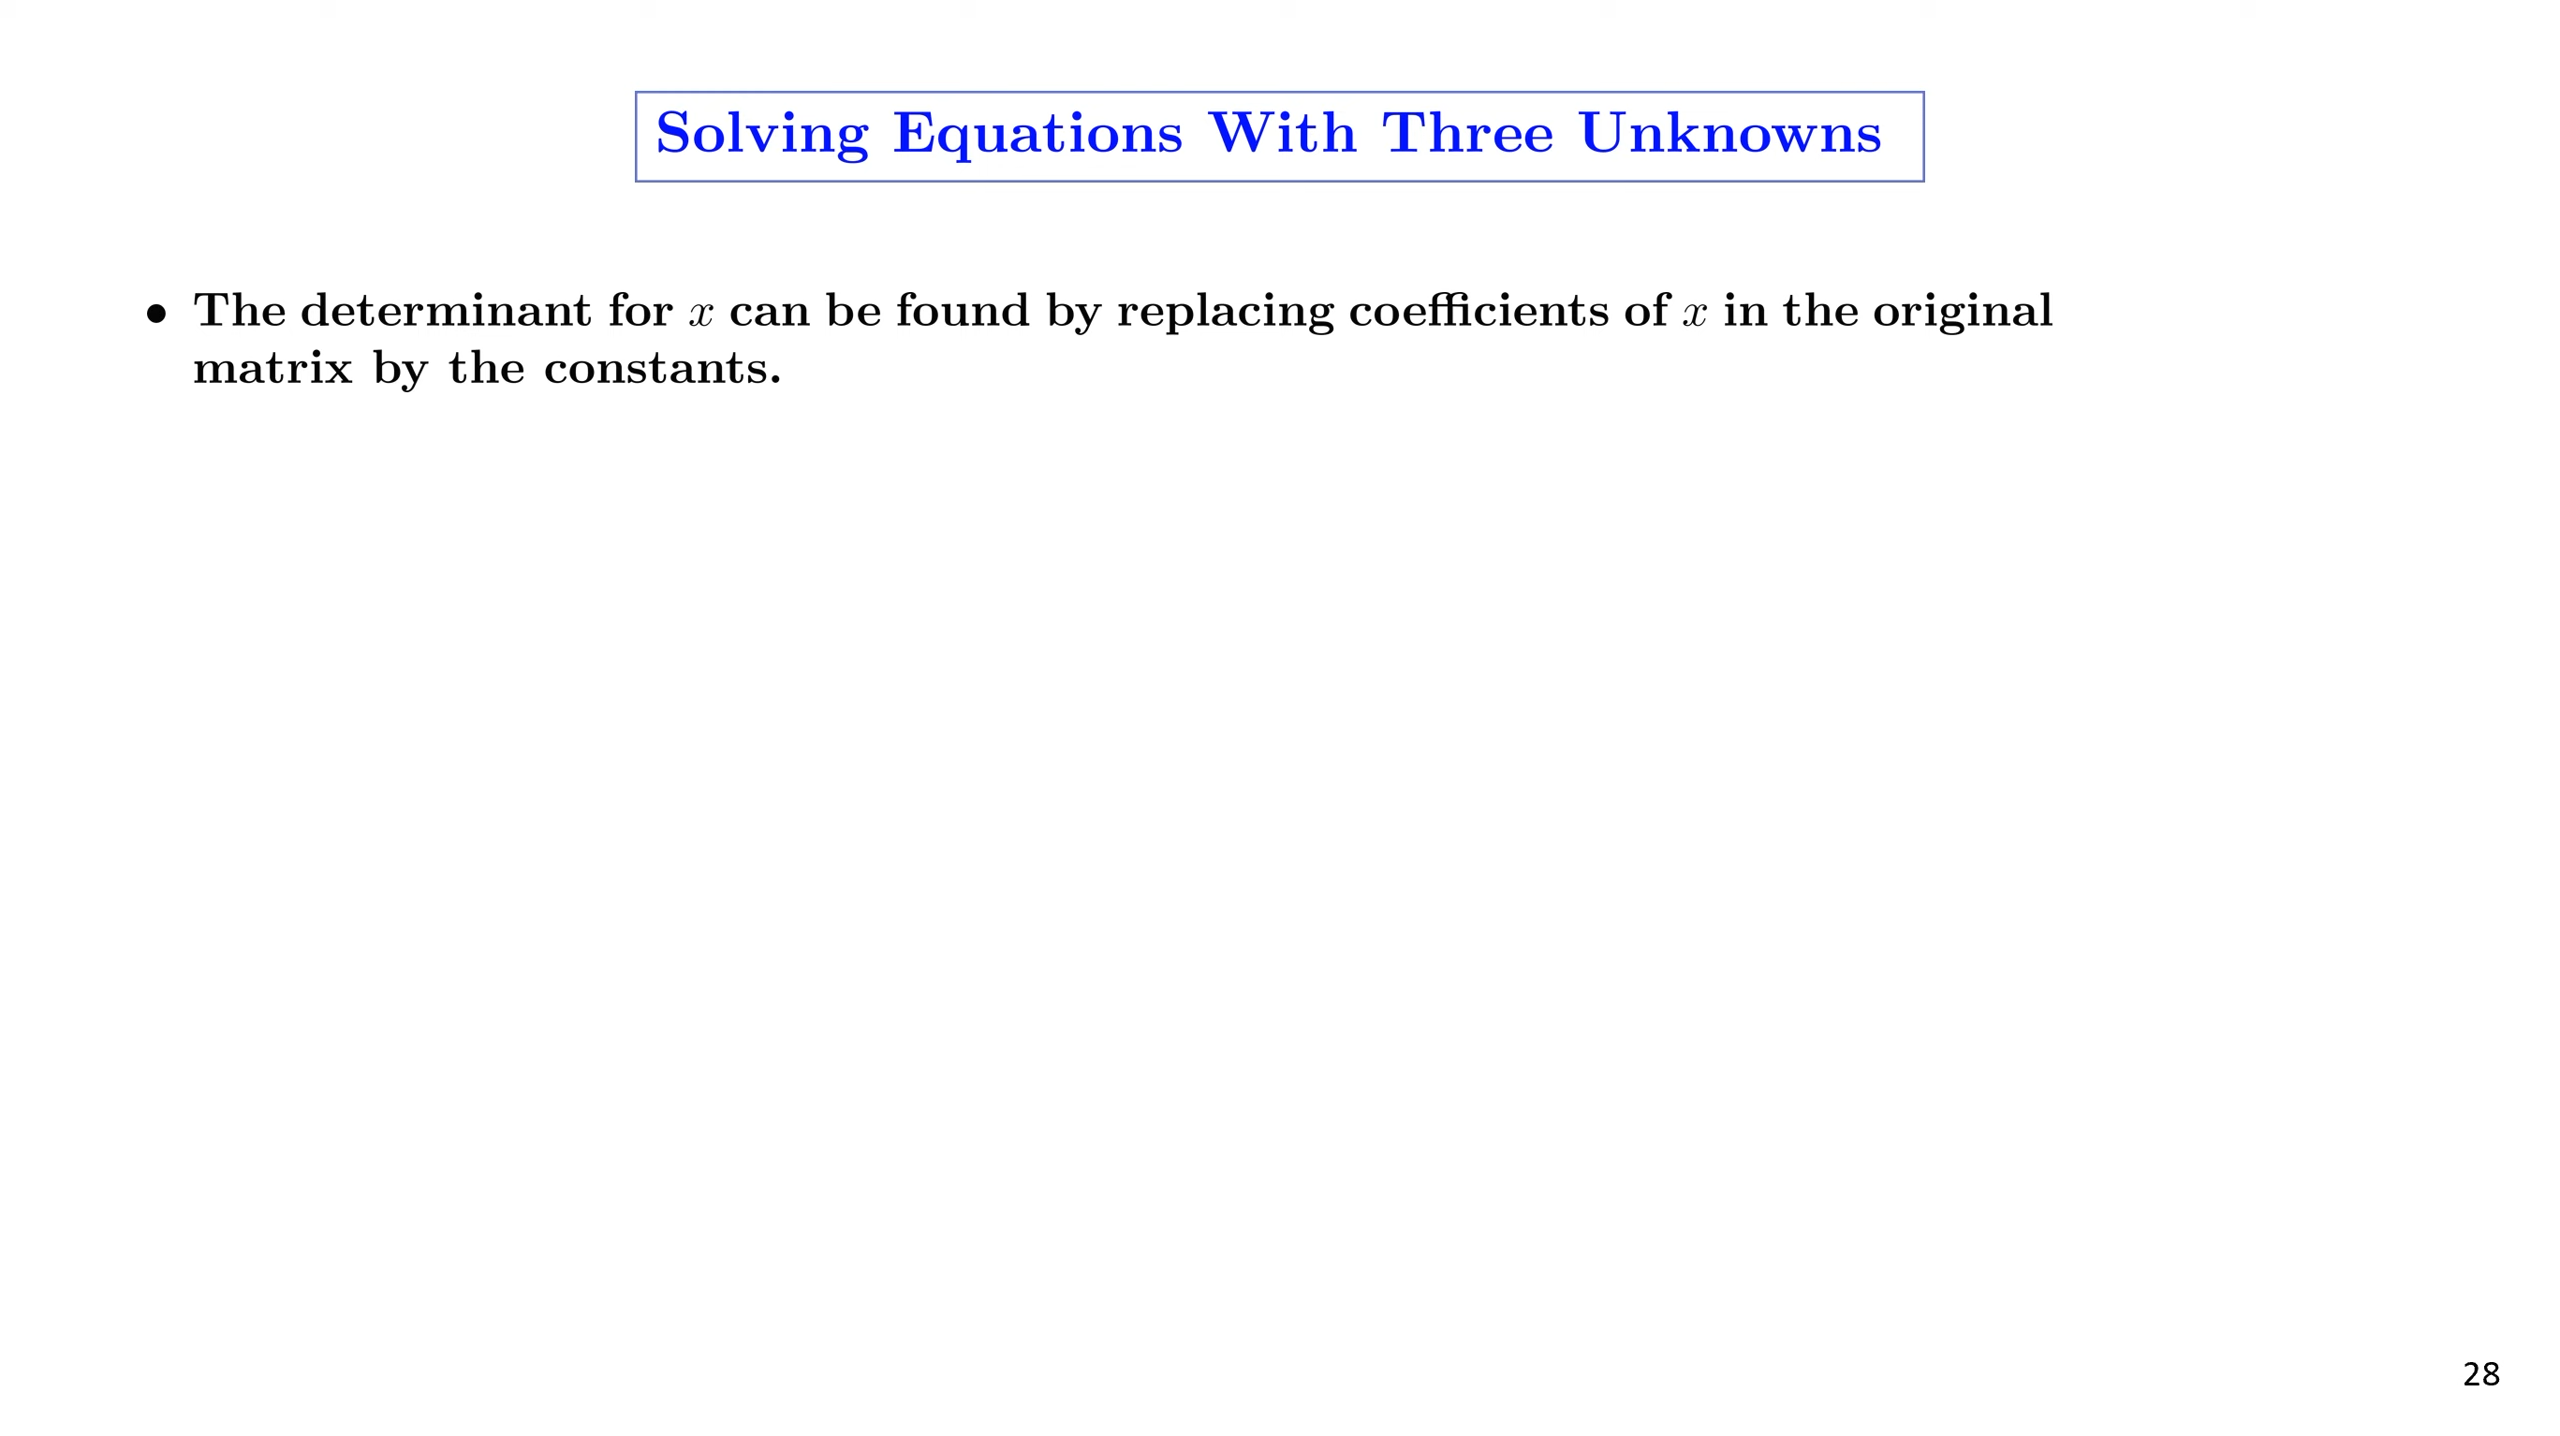 Solving Equations With Three Unknowns
• The determinant for x can be found by replacing coefficients of x in the original
matrix by the constants.
28